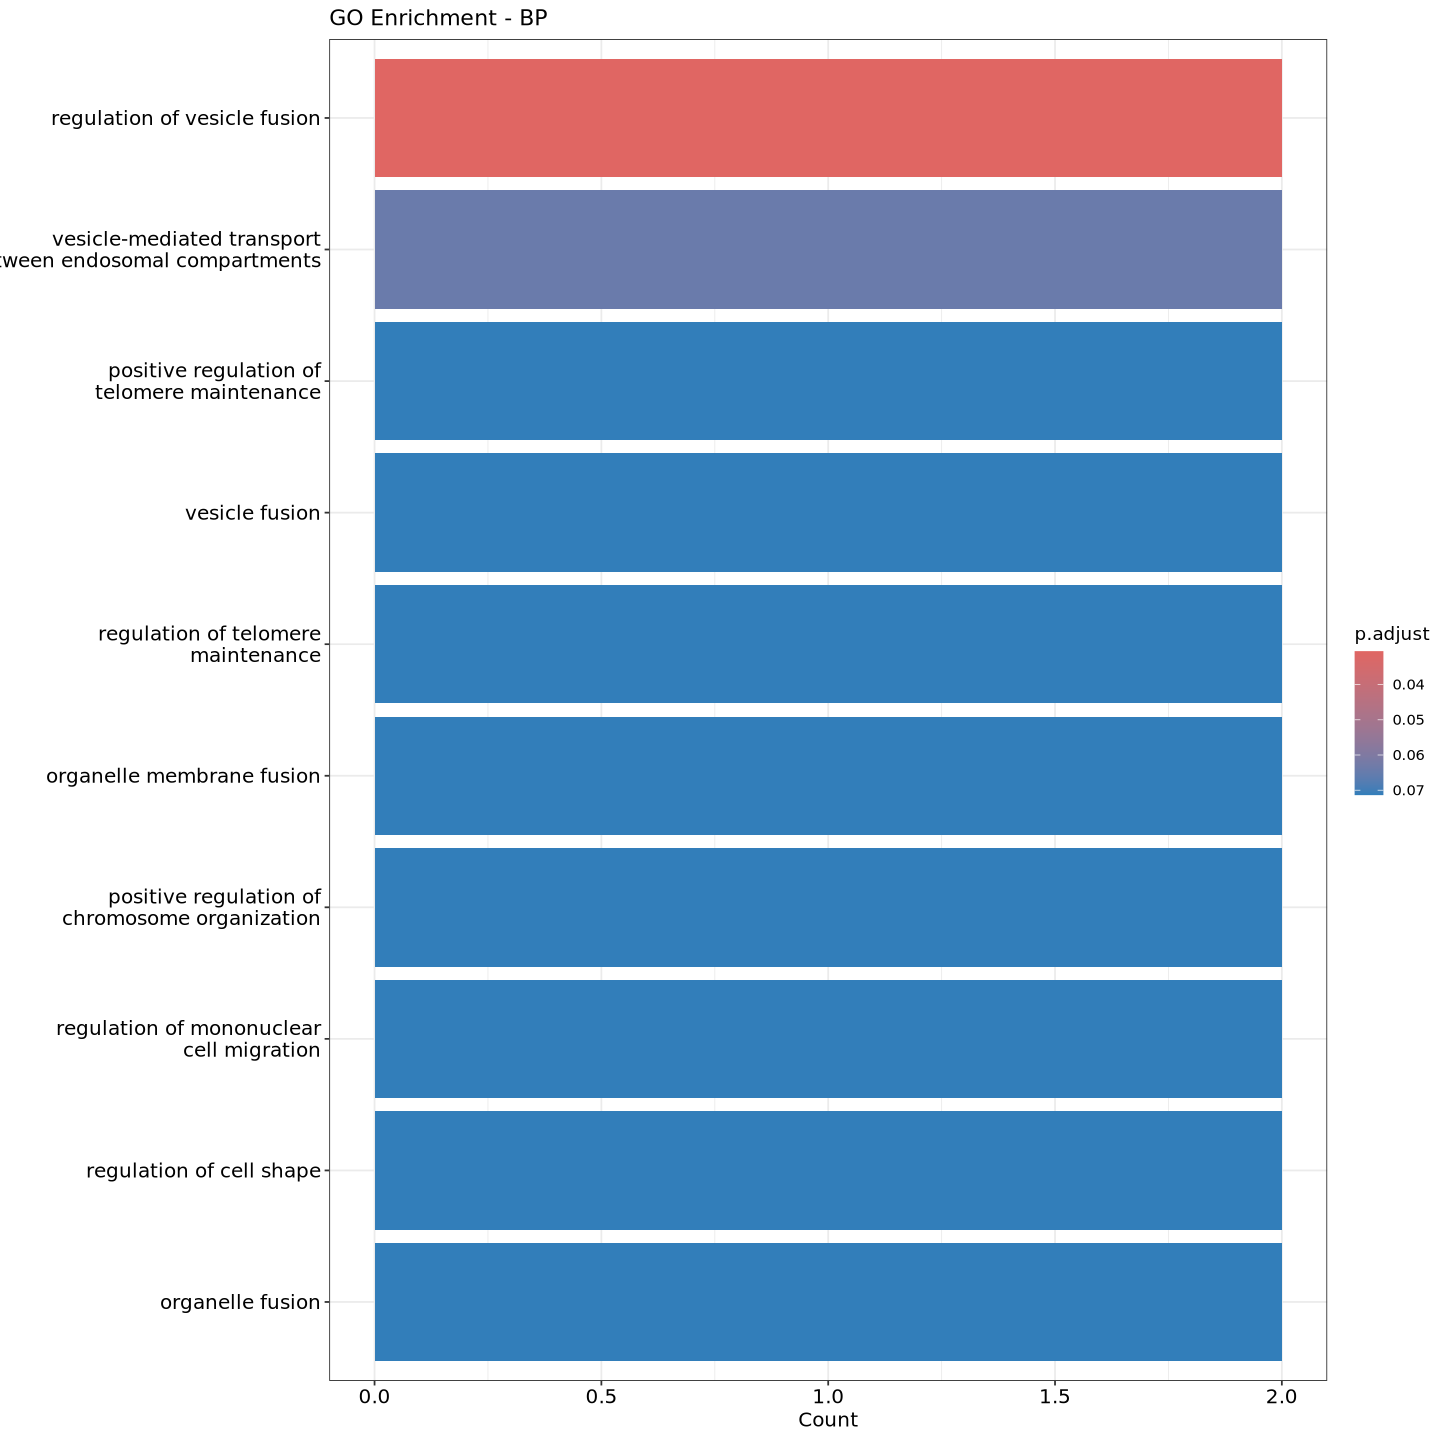 GO Enrichment - BP
regulation of vesicle fusion
vesicle-mediated transport
tween endosomal compartments
positive regulation of
telomere maintenance
vesicle fusion
regulation of telomere
maintenance
organelle membrane fusion
positive regulation of
chromosome organization
regulation of mononuclear
cell migration
regulation of cell shape
organelle fusion
p.adjust
0.04
0.05
0.06
0.07
0.0 0.5 1.0 1.5 2.0
Count